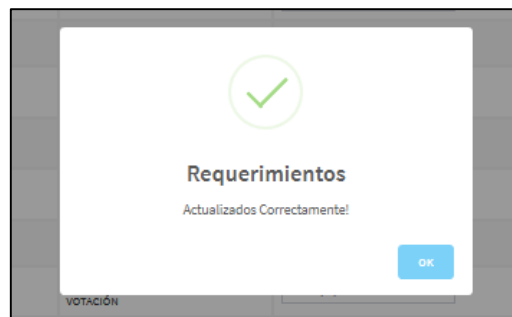 Requerimientos
Actualizados Correctamente!
OK
VOTACIÓN